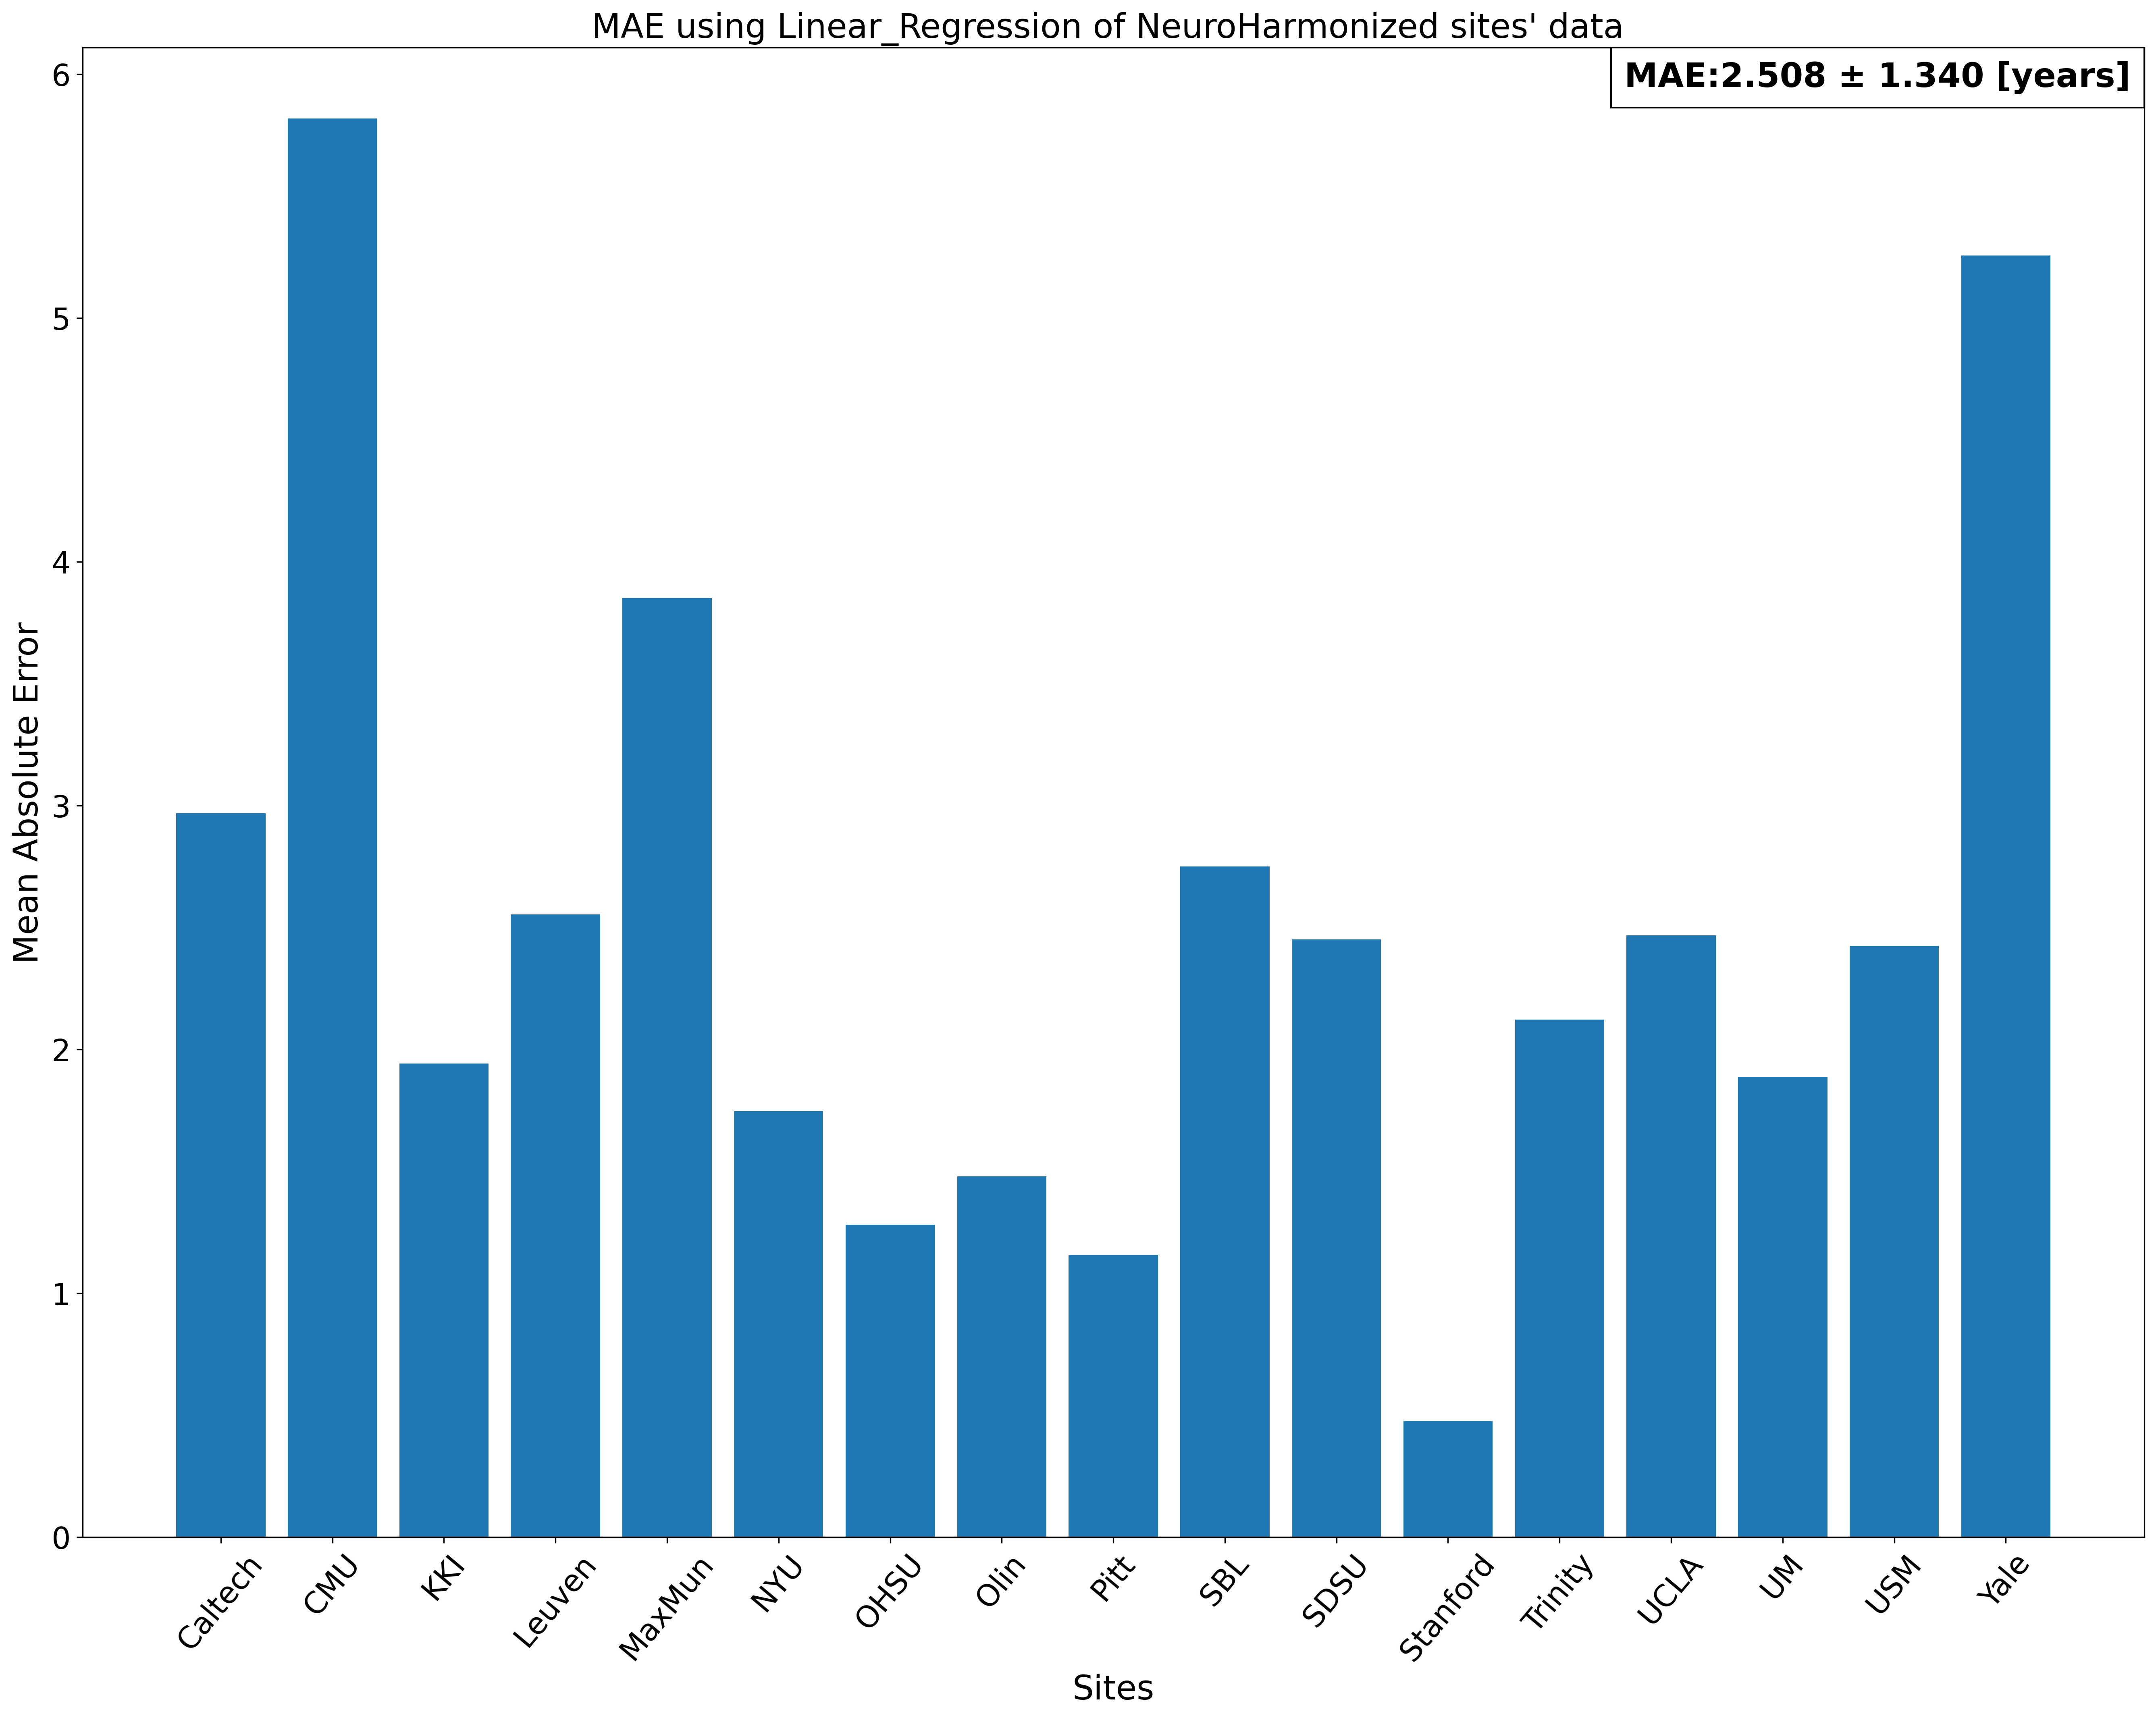 MAE using Linear_Regression of NeuroHarmonized sites' data
MAE:2.508 ± 1.340 [years]
Mean Absolute Error
6
5
4
3
2
1
0
Caltech
CMU
KKI
Leuven
MaxMun
NYU
OHSU
Olin
Pitt
SBL
SDSU
Stanford
Trinity
UCLA
UM
USM
Yale
Sites